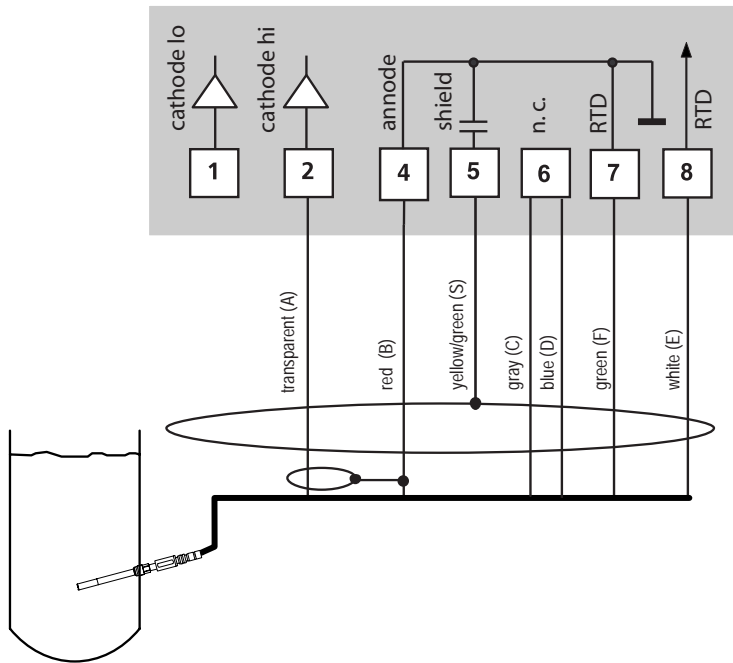 cathode lo
cathode hi
annode
shield
n. c.
RTD
RTD
1
2
4
5
6
7
8
transparent (A)
red (B)
yellow/green (S)
gray (C)
blue (D)
green (F)
white (E)